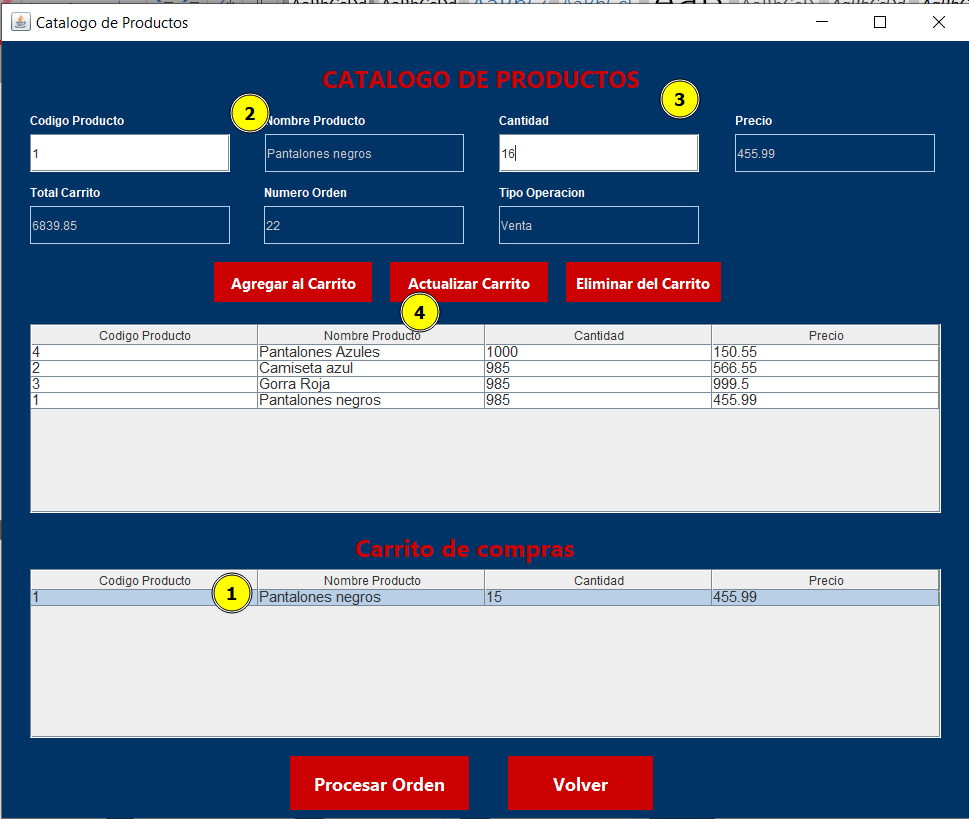 Catalogo de Productos
CATALOGO DE PRODUCTOS
2
3
Codigo Producto Nombre Producto Cantidad Precio
1 Pantalones negros 16 455.99
Total Carrito Numero Orden Tipo Operacion
6839.85 22 Venta
Agregar al Carrito Actualizar Carrito Eliminar del Carrito
4
Codigo Producto Nombre Producto Cantidad Precio
4 Pantalones Azules 1000 150.55
2 Camiseta azul 985 566.55
3 Gorra Roja 985 999.5
1 Pantalones negros 985 455.99
Carrito de compras
Codigo Producto Nombre Producto Cantidad Precio
1
1 Pantalones negros 15 455.99
Procesar Orden Volver